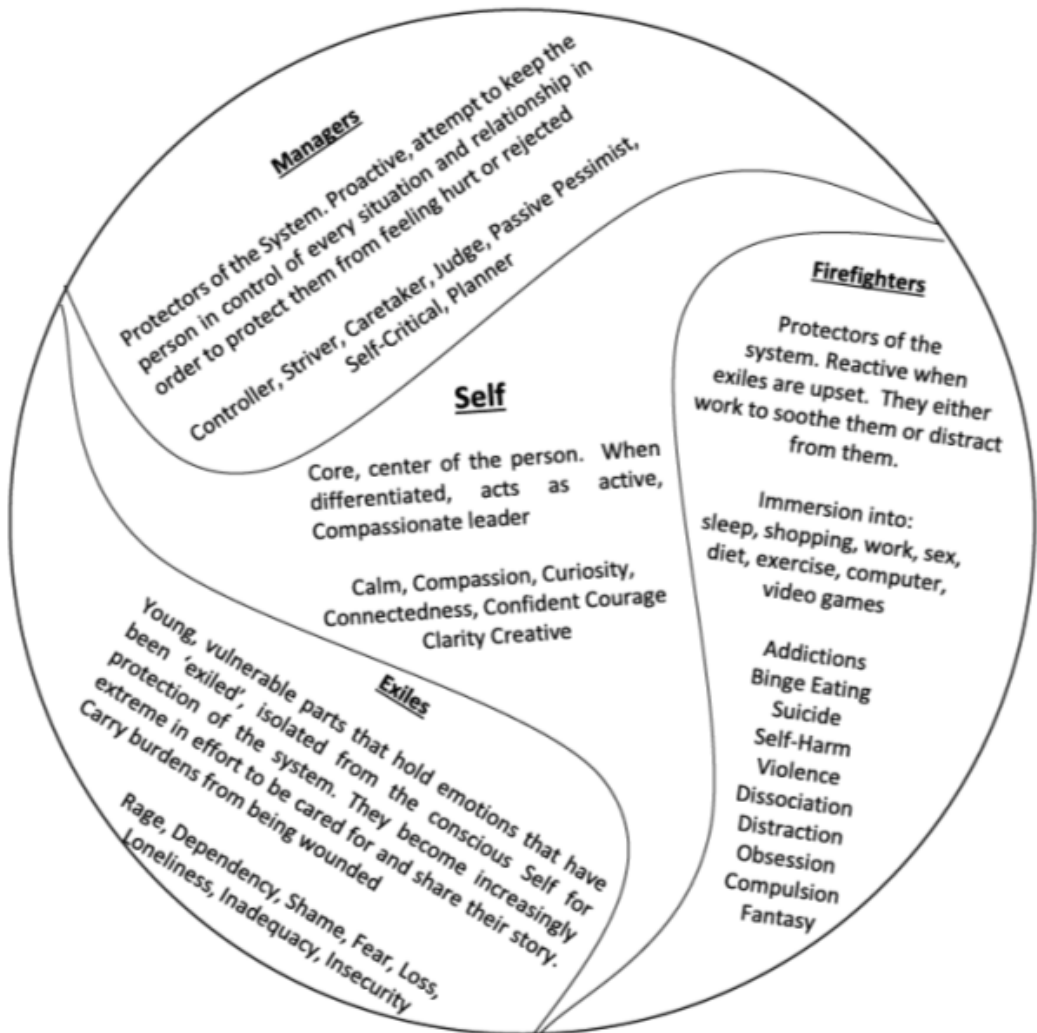 Managers
Protectors of the System. Proactive, attempt to keep the
person in control of every situation and relationship in
order to protect them from feeling hurt or rejected
Controller, Striver, Caretaker, Judge, Passive Pessimist,
Self-Critical, Planner
Self
Core, center of the person. When
differentiated, acts as active,
Compassionate leader
Calm, Compassion, Curiosity,
Connectedness, Confident Courage
Clarity Creative
Firefighters
Protectors of the
system. Reactive when
exiles are upset. They either
work to soothe them or distract
from them.
Immersion into:
sleep, shopping, work, sex,
diet, exercise, computer,
video games
Addictions
Binge Eating
Suicide
Self-Harm
Violence
Dissociation
Distraction
Obsession
Compulsion
Fantasy
Exiles
Young, vulnerable parts that hold emotions that have
been ‘exiled’, isolated from the conscious Self for
protection of the system. They become increasingly
extreme in effort to be cared for and share their story.
Carry burdens from being wounded
Rage, Dependency, Shame, Fear, Loss,
Loneliness, Inadequacy, Insecurity